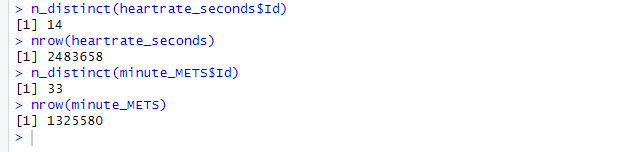 > n_distinct(heartrate_seconds$Id)
[1] 14
> nrow(heartrate_seconds)
[1] 2483658
> n_distinct(minute_METS$Id)
[1] 33
> nrow(minute_METS)
[1] 1325580
>